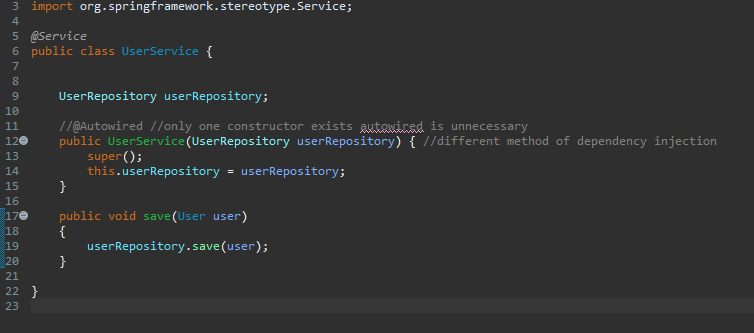 3 import org.springframework.stereotype.Service;
4
5 @Service
6 public class UserService {
7
8
9     UserRepository userRepository;
10
11     //@Autowired //only one constructor exists autowired is unnecessary
12     public UserService(UserRepository userRepository) { //different method of dependency injection
13         super();
14         this.userRepository = userRepository;
15     }
16
17     public void save(User user)
18     {
19         userRepository.save(user);
20     }
21
22 }
23